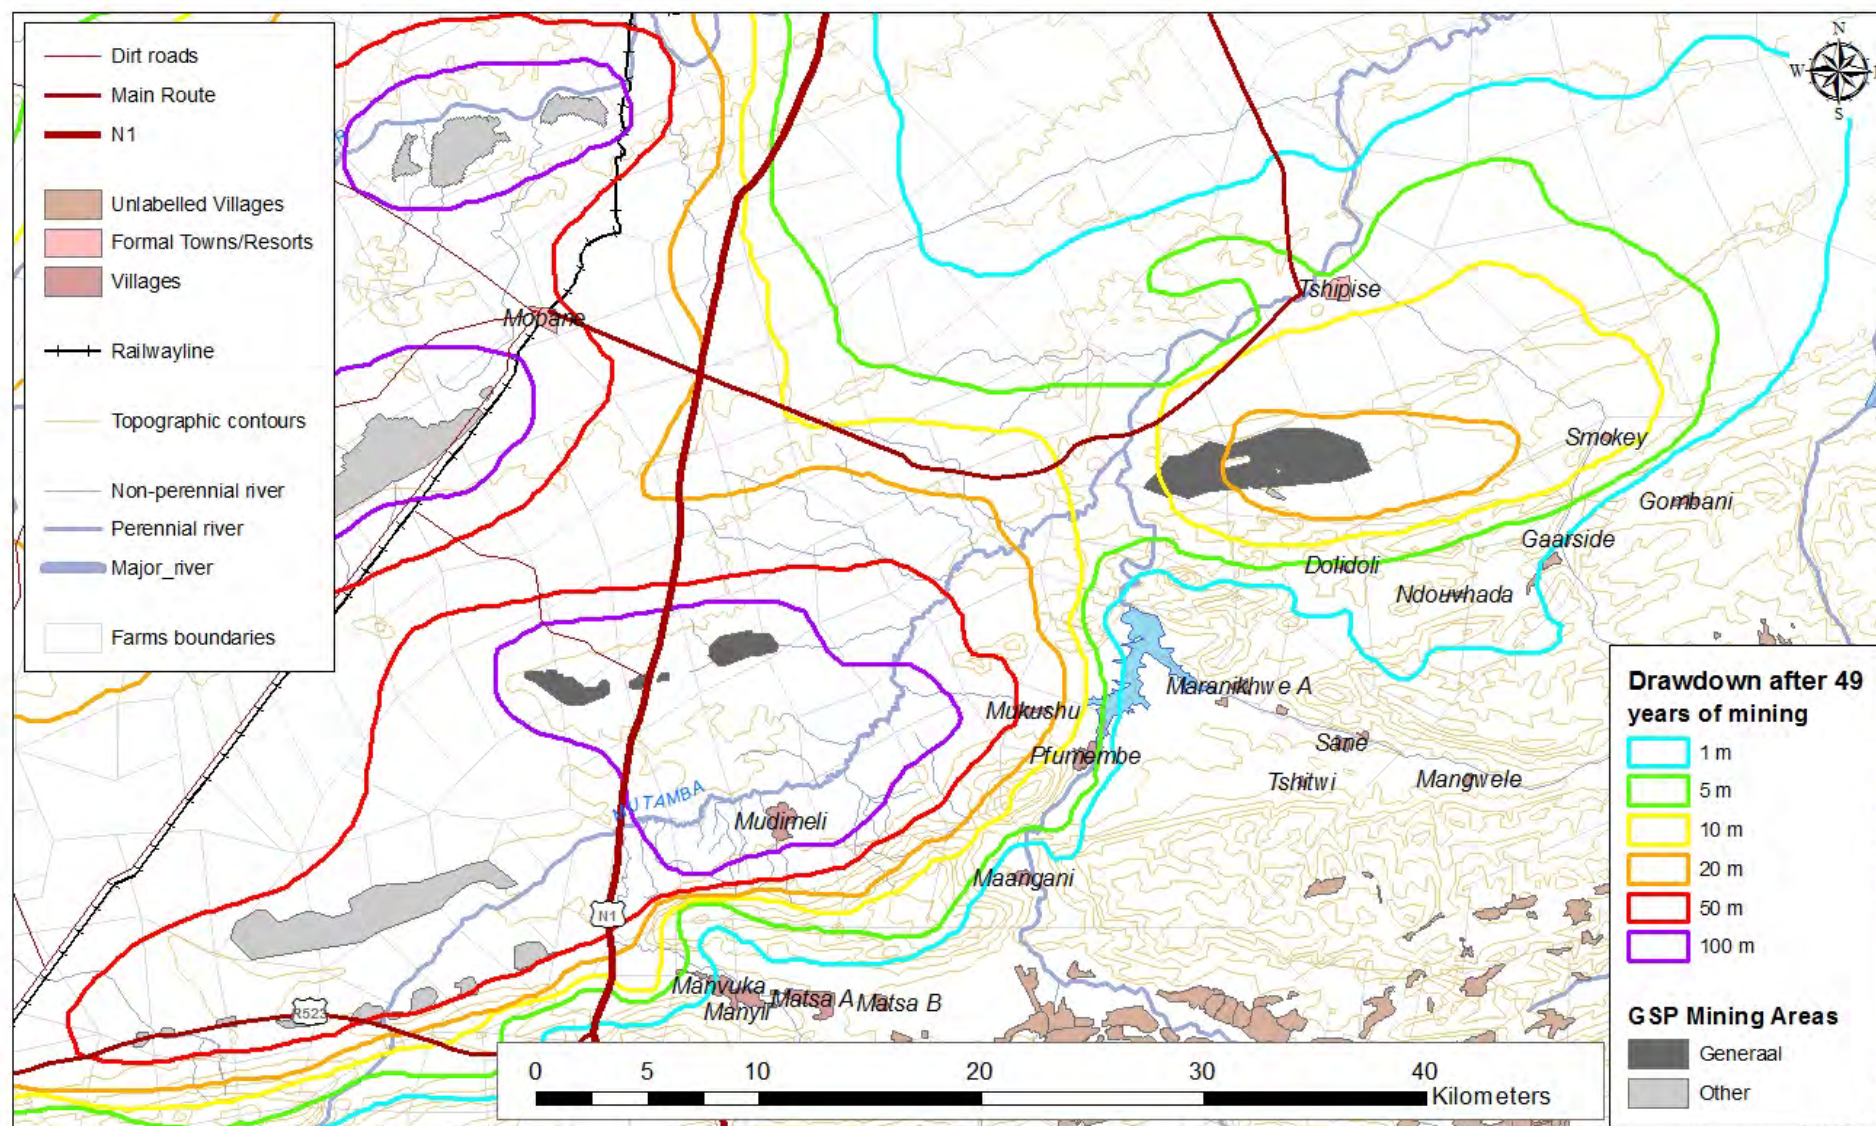 Dirt roads
Main Route
N1
Unlabelled Villages
Formal Towns/Resorts
Villages
Railwayline
Topographic contours
Non-perennial river
Perennial river
Major_river
Farms boundaries
N
W
S
Tshipise
Mopane
Smokey
Gombani
Gaarside
Dolidoli
Ndouvhada
Maranikhwe A
Mukushu
Pfumembe
Sane
Tshitwi
Mangwele
MUTAMBA
Mudimeli
Maangani
N1
Manvuka
Manyii
Matsa A
Matsa B
R523
0 5 10 20 30 40
Kilometers
Drawdown after 49
years of mining
1 m
5 m
10 m
20 m
50 m
100 m
GSP Mining Areas
Generaal
Other